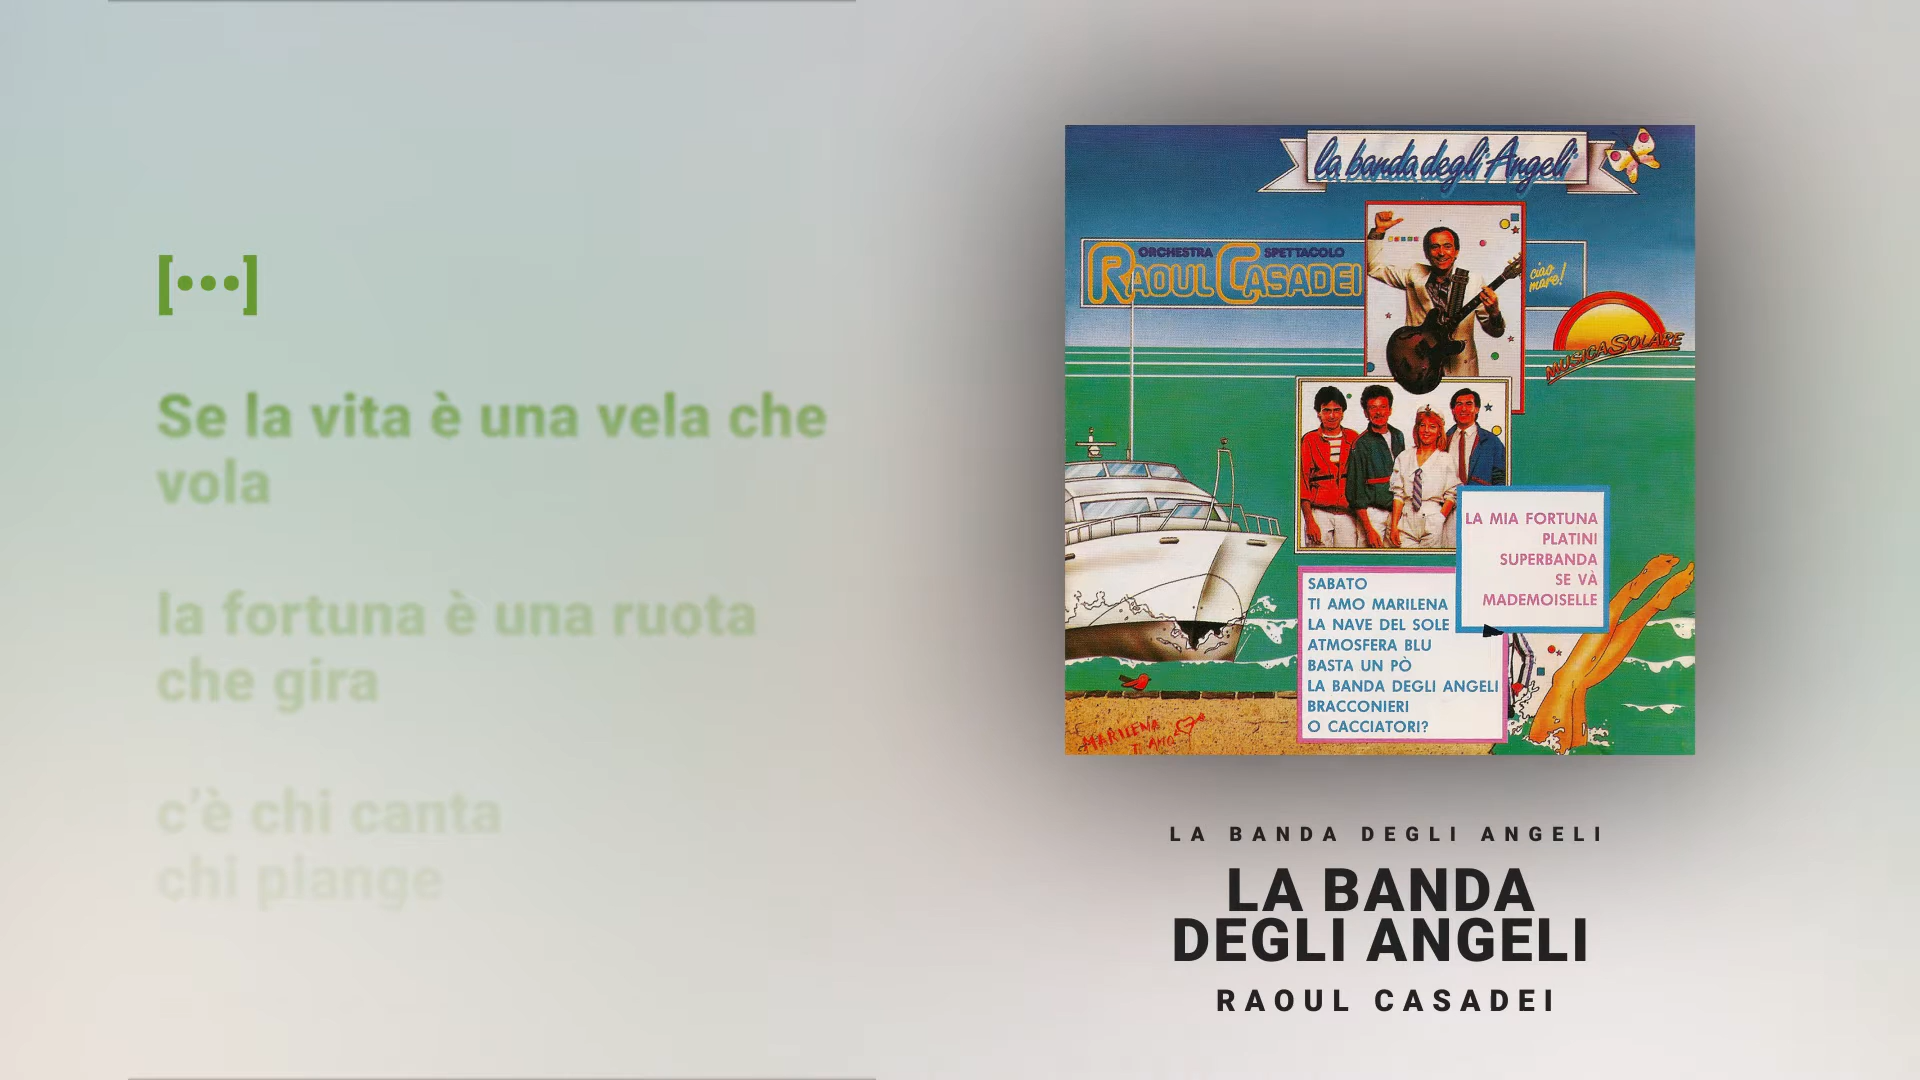 [•••]
Se la vita è una vela che
vola
la fortuna è una ruota
che gira
c'è chi canta
chi piange
la banda degli Angeli
ORCHESTRA SPETTACOLO
RAOUL CASADEI
ciao
mare!
MUSICA SOLARE
LA MIA FORTUNA
PLATINI
SUPERBANDA
SE VÀ
MADEMOISELLE
SABATO
TI AMO MARILENA
LA NAVE DEL SOLE
ATMOSFERA BLU
BASTA UN PÒ
LA BANDA DEGLI ANGELI
BRACCONIERI
O CACCIATORI?
MARILENA
LA BANDA DEGLI ANGELI
LA BANDA
DEGLI ANGELI
RAOUL CASADEI